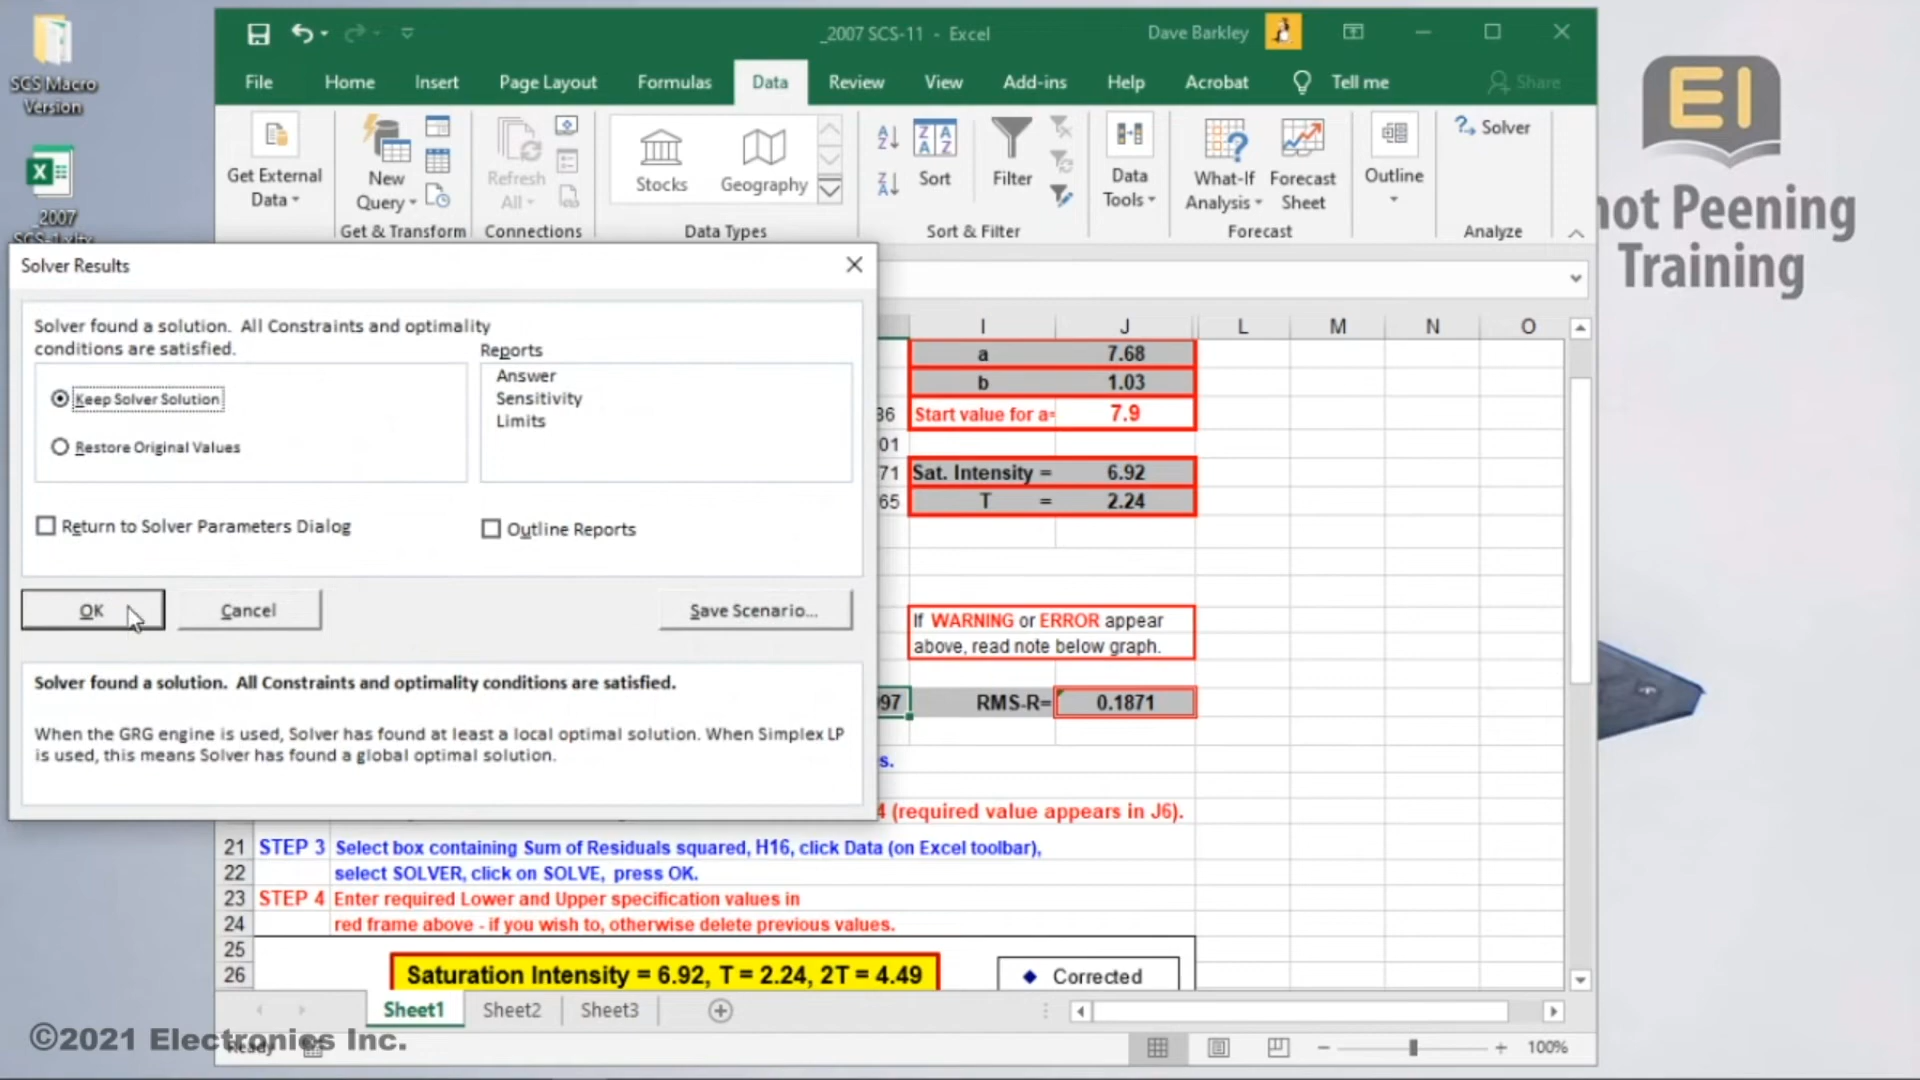 SCS Macro
Version
_2007
_2007 SCS-11 - Excel
Dave Barkley
File Home Insert Page Layout Formulas Data Review View Add-ins Help Acrobat Tell me Share
Get External
Data
New
Query
Refresh
All
Stocks
Geography
Sort
Filter
Data
Tools
What-If
Analysis
Forecast
Sheet
Outline
Solver
Get & Transform
Connections
Data Types
Sort & Filter
Forecast
Analyze
EI
hot Peening
Training
Solver Results
Solver found a solution. All Constraints and optimality
conditions are satisfied.
Reports
Keep Solver Solution
Restore Original Values
Answer
Sensitivity
Limits
Return to Solver Parameters Dialog
Outline Reports
OK
Cancel
Save Scenario...
Solver found a solution. All Constraints and optimality conditions are satisfied.
When the GRG engine is used, Solver has found at least a local optimal solution. When Simplex LP
is used, this means Solver has found a global optimal solution.
I J L M N O
a 7.68
b 1.03
36 Start value for a= 7.9
01
71 Sat. Intensity = 6.92
65 T = 2.24
If WARNING or ERROR appear
above, read note below graph.
97 RMS-R= 0.1871
s.
4 (required value appears in J6).
21 STEP 3 Select box containing Sum of Residuals squared, H16, click Data (on Excel toolbar),
22 select SOLVER, click on SOLVE, press OK.
23 STEP 4 Enter required Lower and Upper specification values in
24 red frame above - if you wish to, otherwise delete previous values.
25
26 Saturation Intensity = 6.92, T = 2.24, 2T = 4.49
Corrected
Sheet1 Sheet2 Sheet3
Ready
100%
©2021 Electronics Inc.